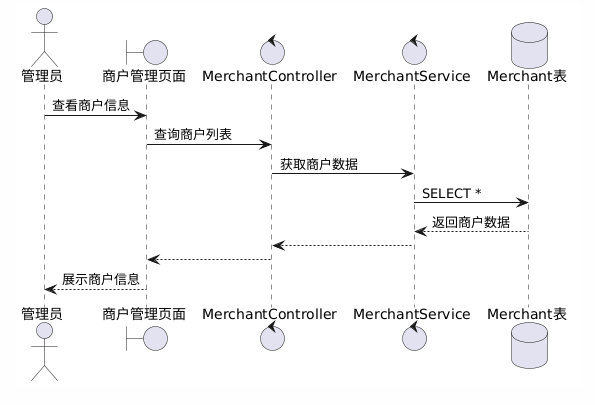 管理员 商户管理页面 MerchantController MerchantService Merchant表
查看商户信息
查询商户列表
获取商户数据
SELECT *
返回商户数据
展示商户信息
管理员 商户管理页面 MerchantController MerchantService Merchant表